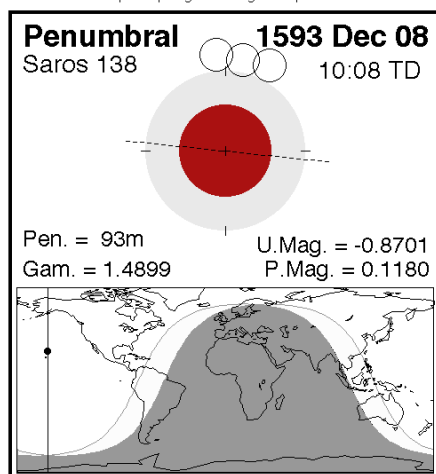 Penumbral 1593 Dec 08
Saros 138 10:08 TD
Pen. = 93m U.Mag. = -0.8701
Gam. = 1.4899 P.Mag. = 0.1180